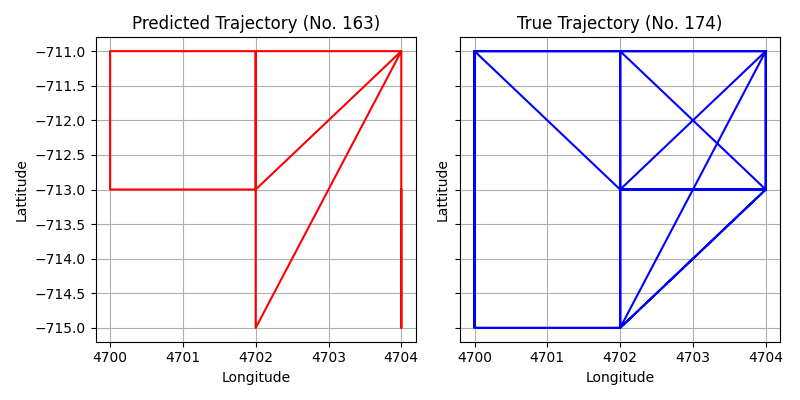 Predicted Trajectory (No. 163)
True Trajectory (No. 174)
−711.0
−711.5
−712.0
−712.5
−713.0
−713.5
−714.0
−714.5
−715.0
Lattitude
Lattitude
4700 4701 4702 4703 4704
4700 4701 4702 4703 4704
Longitude
Longitude